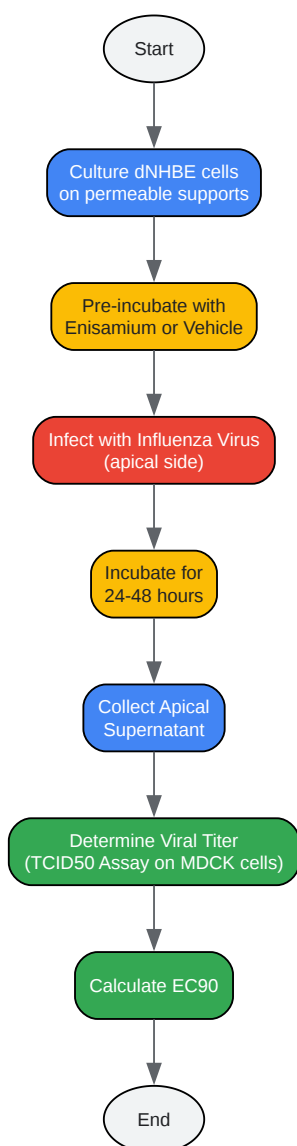 Start
Culture dNHBE cells
on permeable supports
Pre-incubate with
Enisamium or Vehicle
Infect with Influenza Virus
(apical side)
Incubate for
24-48 hours
Collect Apical
Supernatant
Determine Viral Titer
(TCID50 Assay on MDCK cells)
Calculate EC90
End